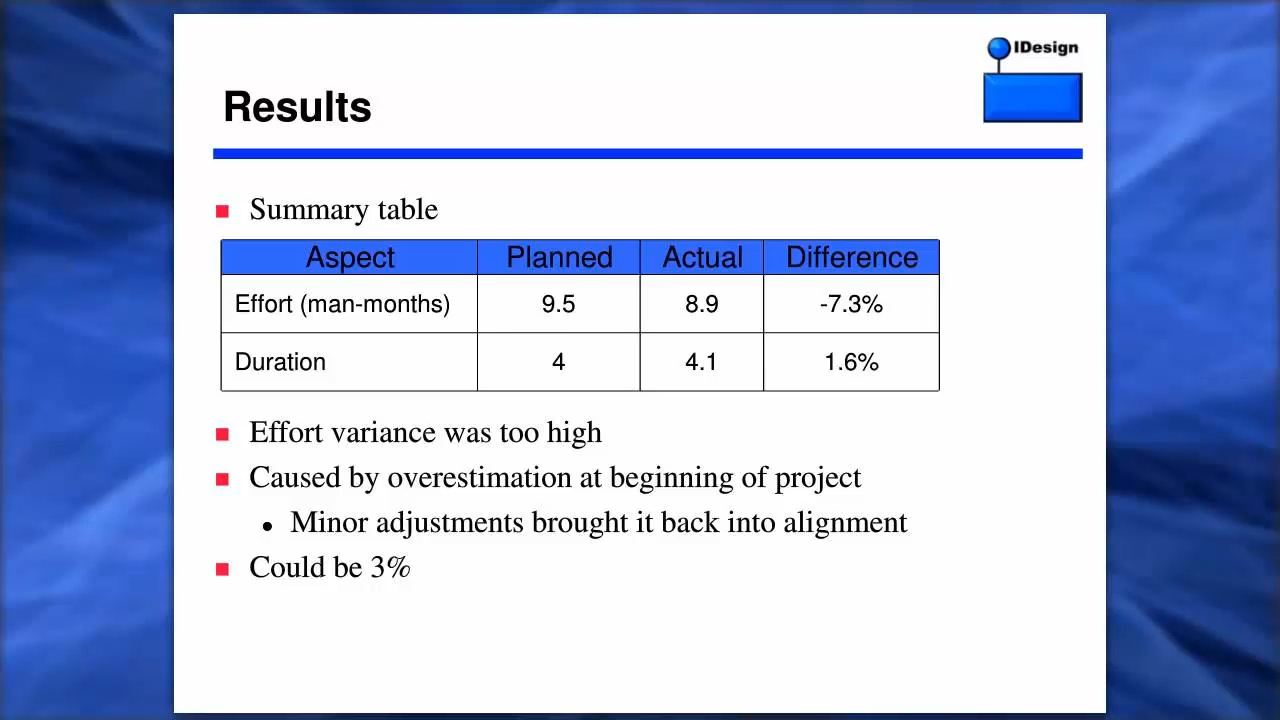 IDesign
Results
Summary table
Aspect Planned Actual Difference
Effort (man-months) 9.5 8.9 -7.3%
Duration 4 4.1 1.6%
Effort variance was too high
Caused by overestimation at beginning of project
Minor adjustments brought it back into alignment
Could be 3%